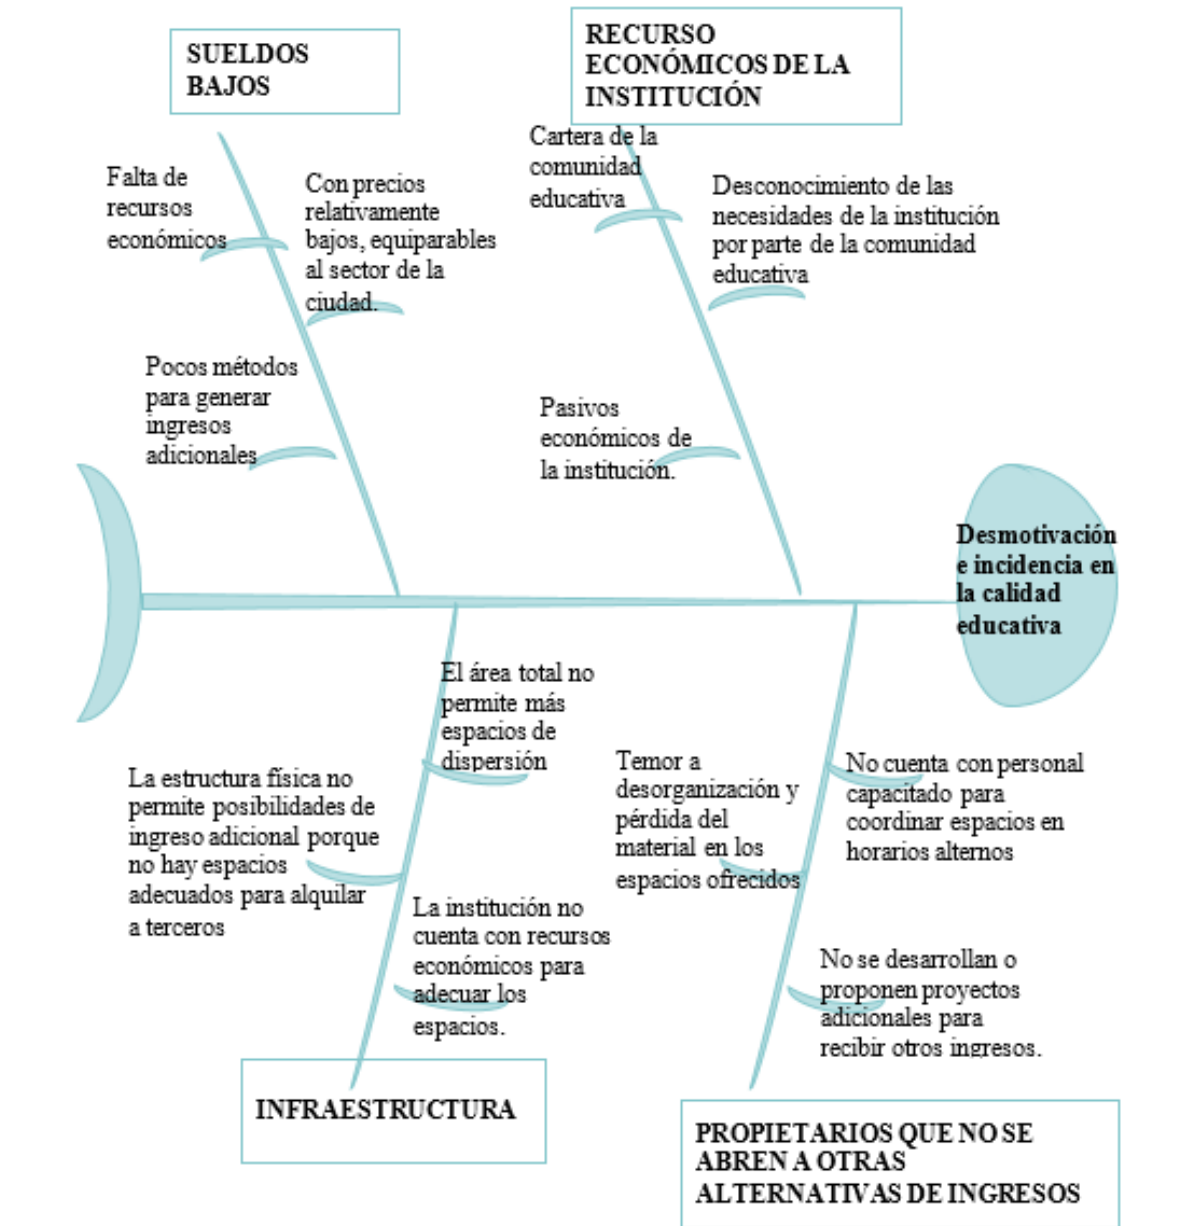 SUELDOS
BAJOS
RECURSO
ECONÓMICOS DE LA
INSTITUCIÓN
Falta de
recursos
económicos
Con precios
relativamente
bajos, equiparables
al sector de la
ciudad.
Pocos métodos
para generar
ingresos
adicionales
Cartera de la
comunidad
educativa
Desconocimiento de las
necesidades de la institución
por parte de la comunidad
educativa
Pasivos
económicos de
la institución.
Desmotivación
e incidencia en
la calidad
educativa
El área total no
permite más
espacios de
dispersión
La estructura física no
permite posibilidades de
ingreso adicional porque
no hay espacios
adecuados para alquilar
a terceros
La institución no
cuenta con recursos
económicos para
adecuar los
espacios.
Temor a
desorganización y
pérdida del
material en los
espacios ofrecidos
No cuenta con personal
capacitado para
coordinar espacios en
horarios alternos
No se desarrollan o
proponen proyectos
adicionales para
recibir otros ingresos.
INFRAESTRUCTURA
PROPIETARIOS QUE NO SE
ABREN A OTRAS
ALTERNATIVAS DE INGRESOS